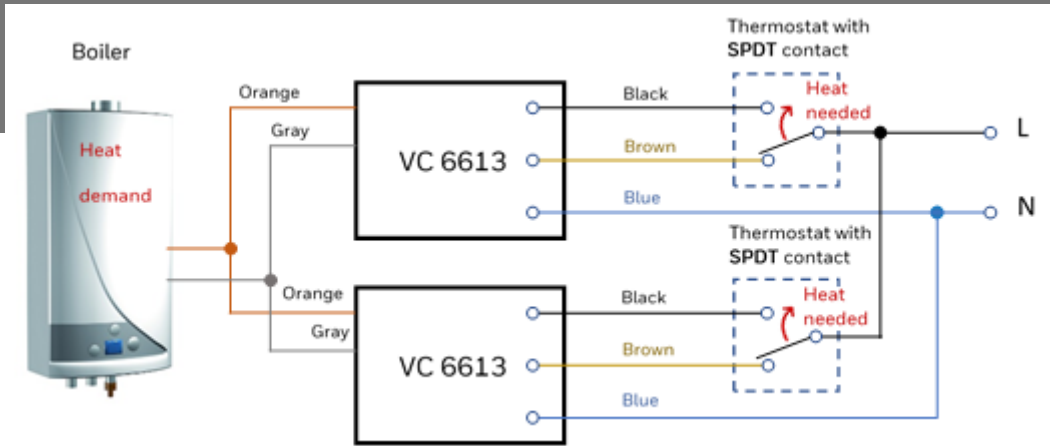 Boiler
Heat
demand
Orange
Gray
VC 6613
Black
Brown
Blue
Thermostat with
SPDT contact
Heat
needed
L
N
Orange
Gray
VC 6613
Black
Brown
Blue
Thermostat with
SPDT contact
Heat
needed